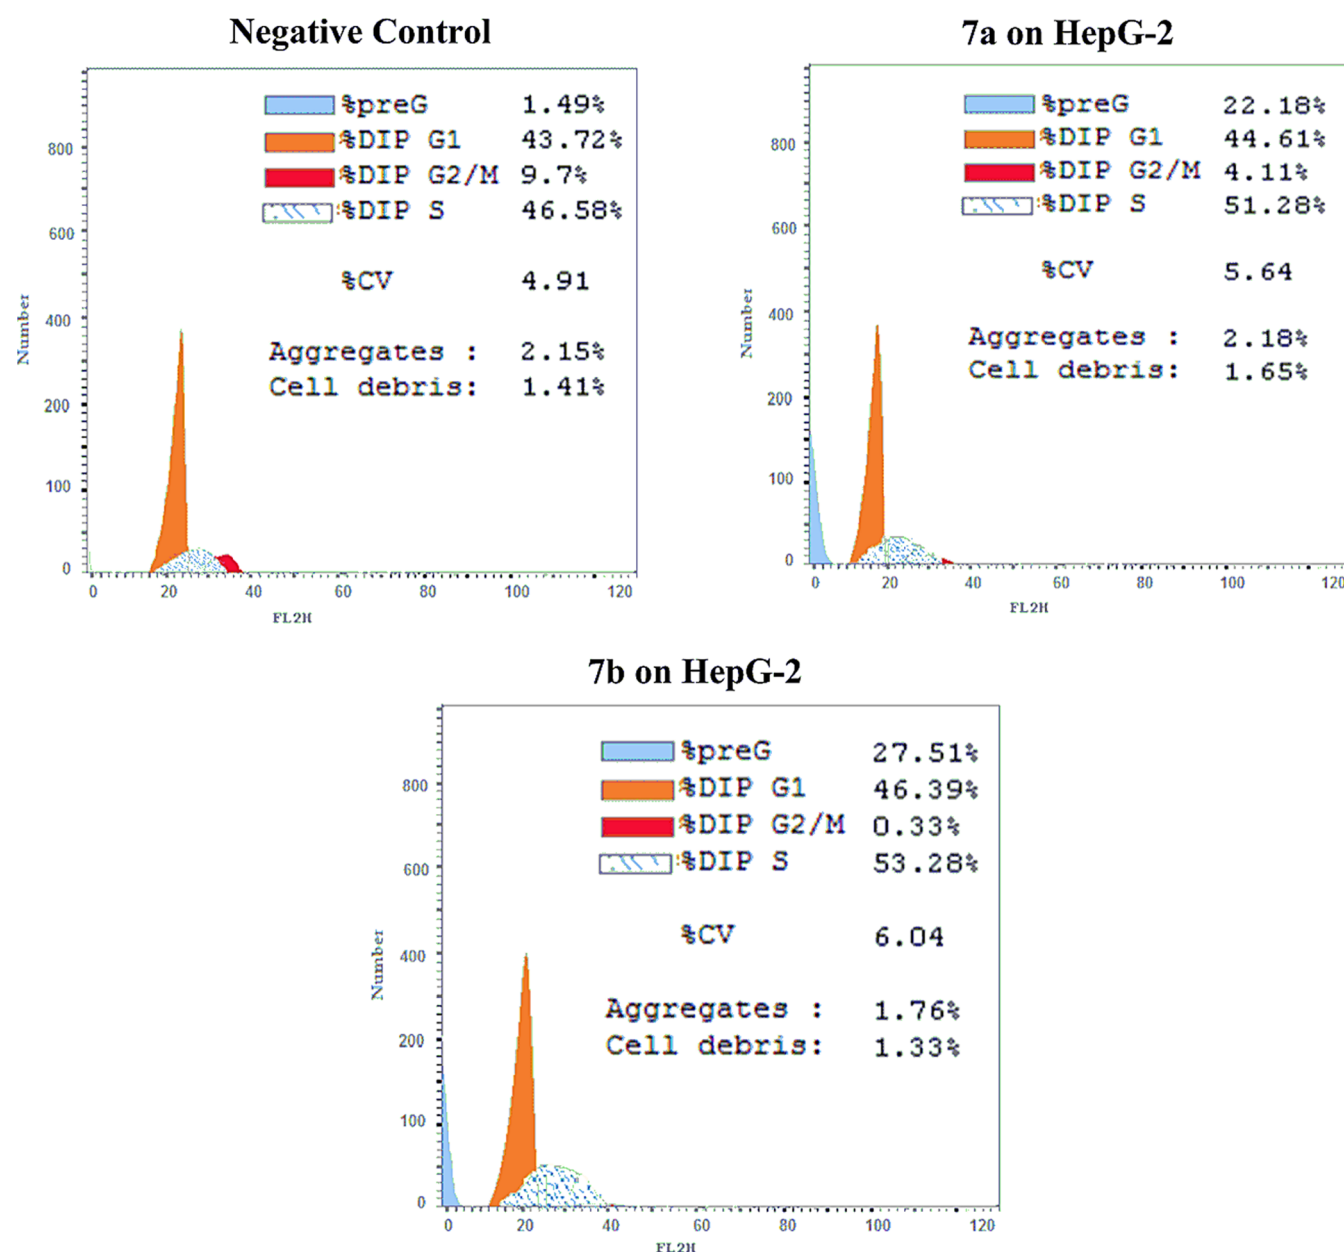 Negative Control
%preG 1.49%
%DIP G1 43.72%
%DIP G2/M 9.7%
%DIP S 46.58%
%CV 4.91
Aggregates : 2.15%
Cell debris: 1.41%
Number
800
600
400
200
100
0
0 20 40 60 80 100 120
FL2H
7a on HepG-2
%preG 22.18%
%DIP G1 44.61%
%DIP G2/M 4.11%
%DIP S 51.28%
%CV 5.64
Aggregates : 2.18%
Cell debris: 1.65%
Number
800
600
400
200
100
0
0 20 40 60 80 100 120
FL2H
7b on HepG-2
%preG 27.51%
%DIP G1 46.39%
%DIP G2/M 0.33%
%DIP S 53.28%
%CV 6.04
Aggregates : 1.76%
Cell debris: 1.33%
Number
800
600
400
200
100
0
0 20 40 60 80 100 120
FL2H